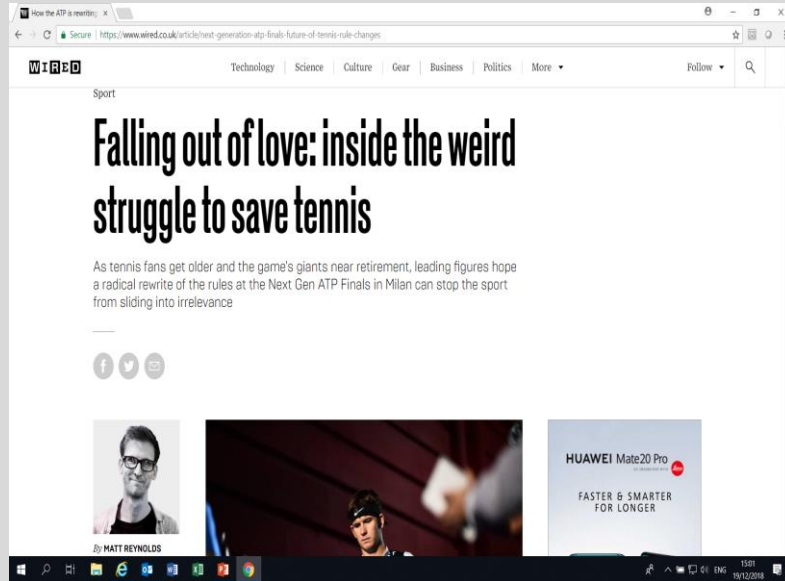 How the ATP is rewriting
Secure | https://www.wired.co.uk/article/next-generation-atp-finals-future-of-tennis-rule-changes
WIRED
Technology Science Culture Gear Business Politics More Follow
Sport
Falling out of love: inside the weird
struggle to save tennis
As tennis fans get older and the game's giants near retirement, leading figures hope
a radical rewrite of the rules at the Next Gen ATP Finals in Milan can stop the sport
from sliding into irrelevance
HUAWEI Mate20 Pro
FASTER & SMARTER
FOR LONGER
By MATT REYNOLDS
ENG
15:01
19/12/2018